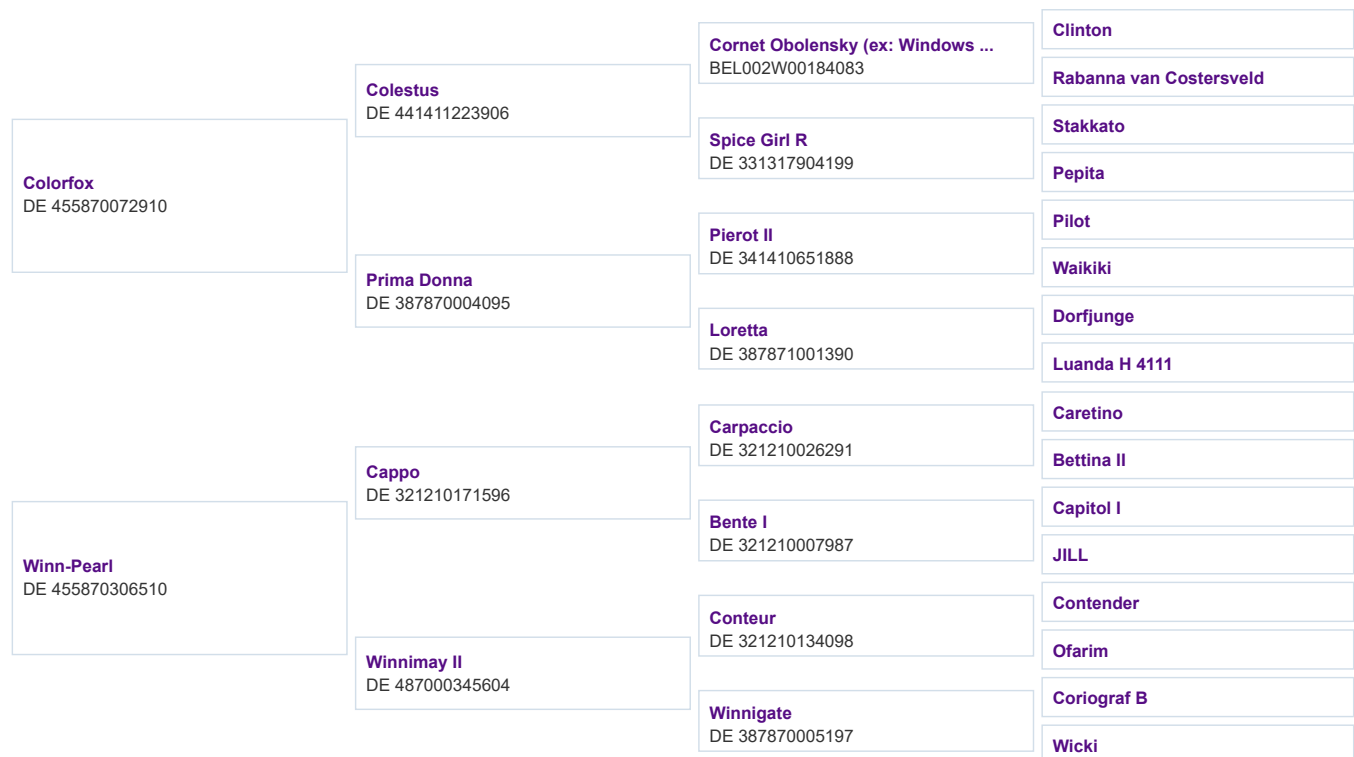 Colorfox
DE 455870072910
Winn-Pearl
DE 455870306510
Colestus
DE 441411223906
Prima Donna
DE 387870004095
Cappo
DE 321210171596
Winnimay II
DE 487000345604
Cornet Obolensky (ex: Windows ...
BEL002W00184083
Spice Girl R
DE 331317904199
Pierot II
DE 341410651888
Loretta
DE 387871001390
Carpaccio
DE 321210026291
Bente I
DE 321210007987
Conteur
DE 321210134098
Winnigate
DE 387870005197
Clinton
Rabanna van Costersveld
Stakkato
Pepita
Pilot
Waikiki
Dorfjunge
Luanda H 4111
Caretino
Bettina II
Capitol I
JILL
Contender
Ofarim
Coriograf B
Wicki